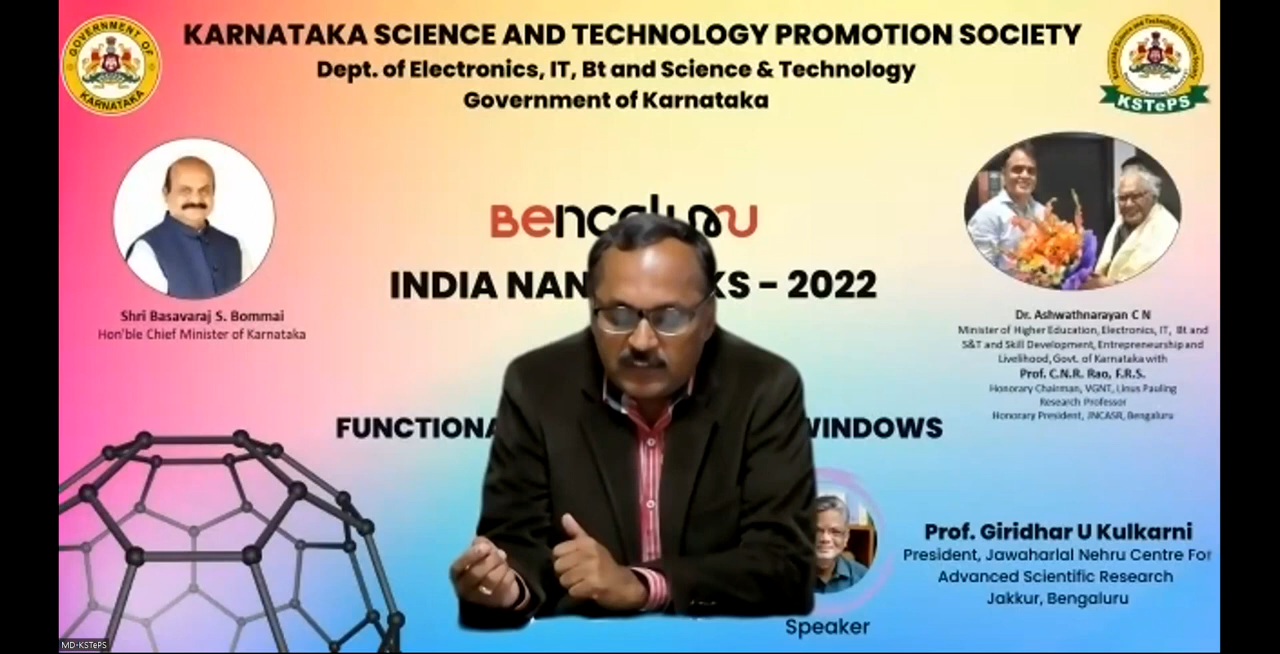 KARNATAKA SCIENCE AND TECHNOLOGY PROMOTION SOCIETY
Dept. of Electronics, IT, Bt and Science & Technology
Government of Karnataka
GOVERNMENT OF
KARNATAKA
KSTePS
INDIA NAN KS - 2022
Shri Basavaraj S. Bommai
Hon'ble Chief Minister of Karnataka
Dr. Ashwathnarayan C N
Minister of Higher Education, Electronics, IT, Bt and
S&T and Skill Development, Entrepreneurship and
Livelihood, Govt. of Karnataka with
Prof. C.N.R. Rao, F.R.S.
Honorary Chairman, VGNT, Linus Pauling
Research Professor
Honorary President, JNCASR, Bengaluru
FUNCTIONA WINDOWS
Prof. Giridhar U Kulkarni
President, Jawaharlal Nehru Centre For
Advanced Scientific Research
Jakkur, Bengaluru
Speaker
MD-KSTePS